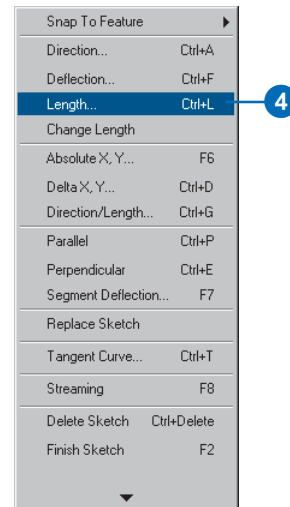 Snap To Feature
Direction... Ctrl+A
Deflection... Ctrl+F
Length... Ctrl+L 4
Change Length
Absolute X, Y... F6
Delta X, Y... Ctrl+D
Direction/Length... Ctrl+G
Parallel Ctrl+P
Perpendicular Ctrl+E
Segment Deflection... F7
Replace Sketch
Tangent Curve... Ctrl+T
Streaming F8
Delete Sketch Ctrl+Delete
Finish Sketch F2